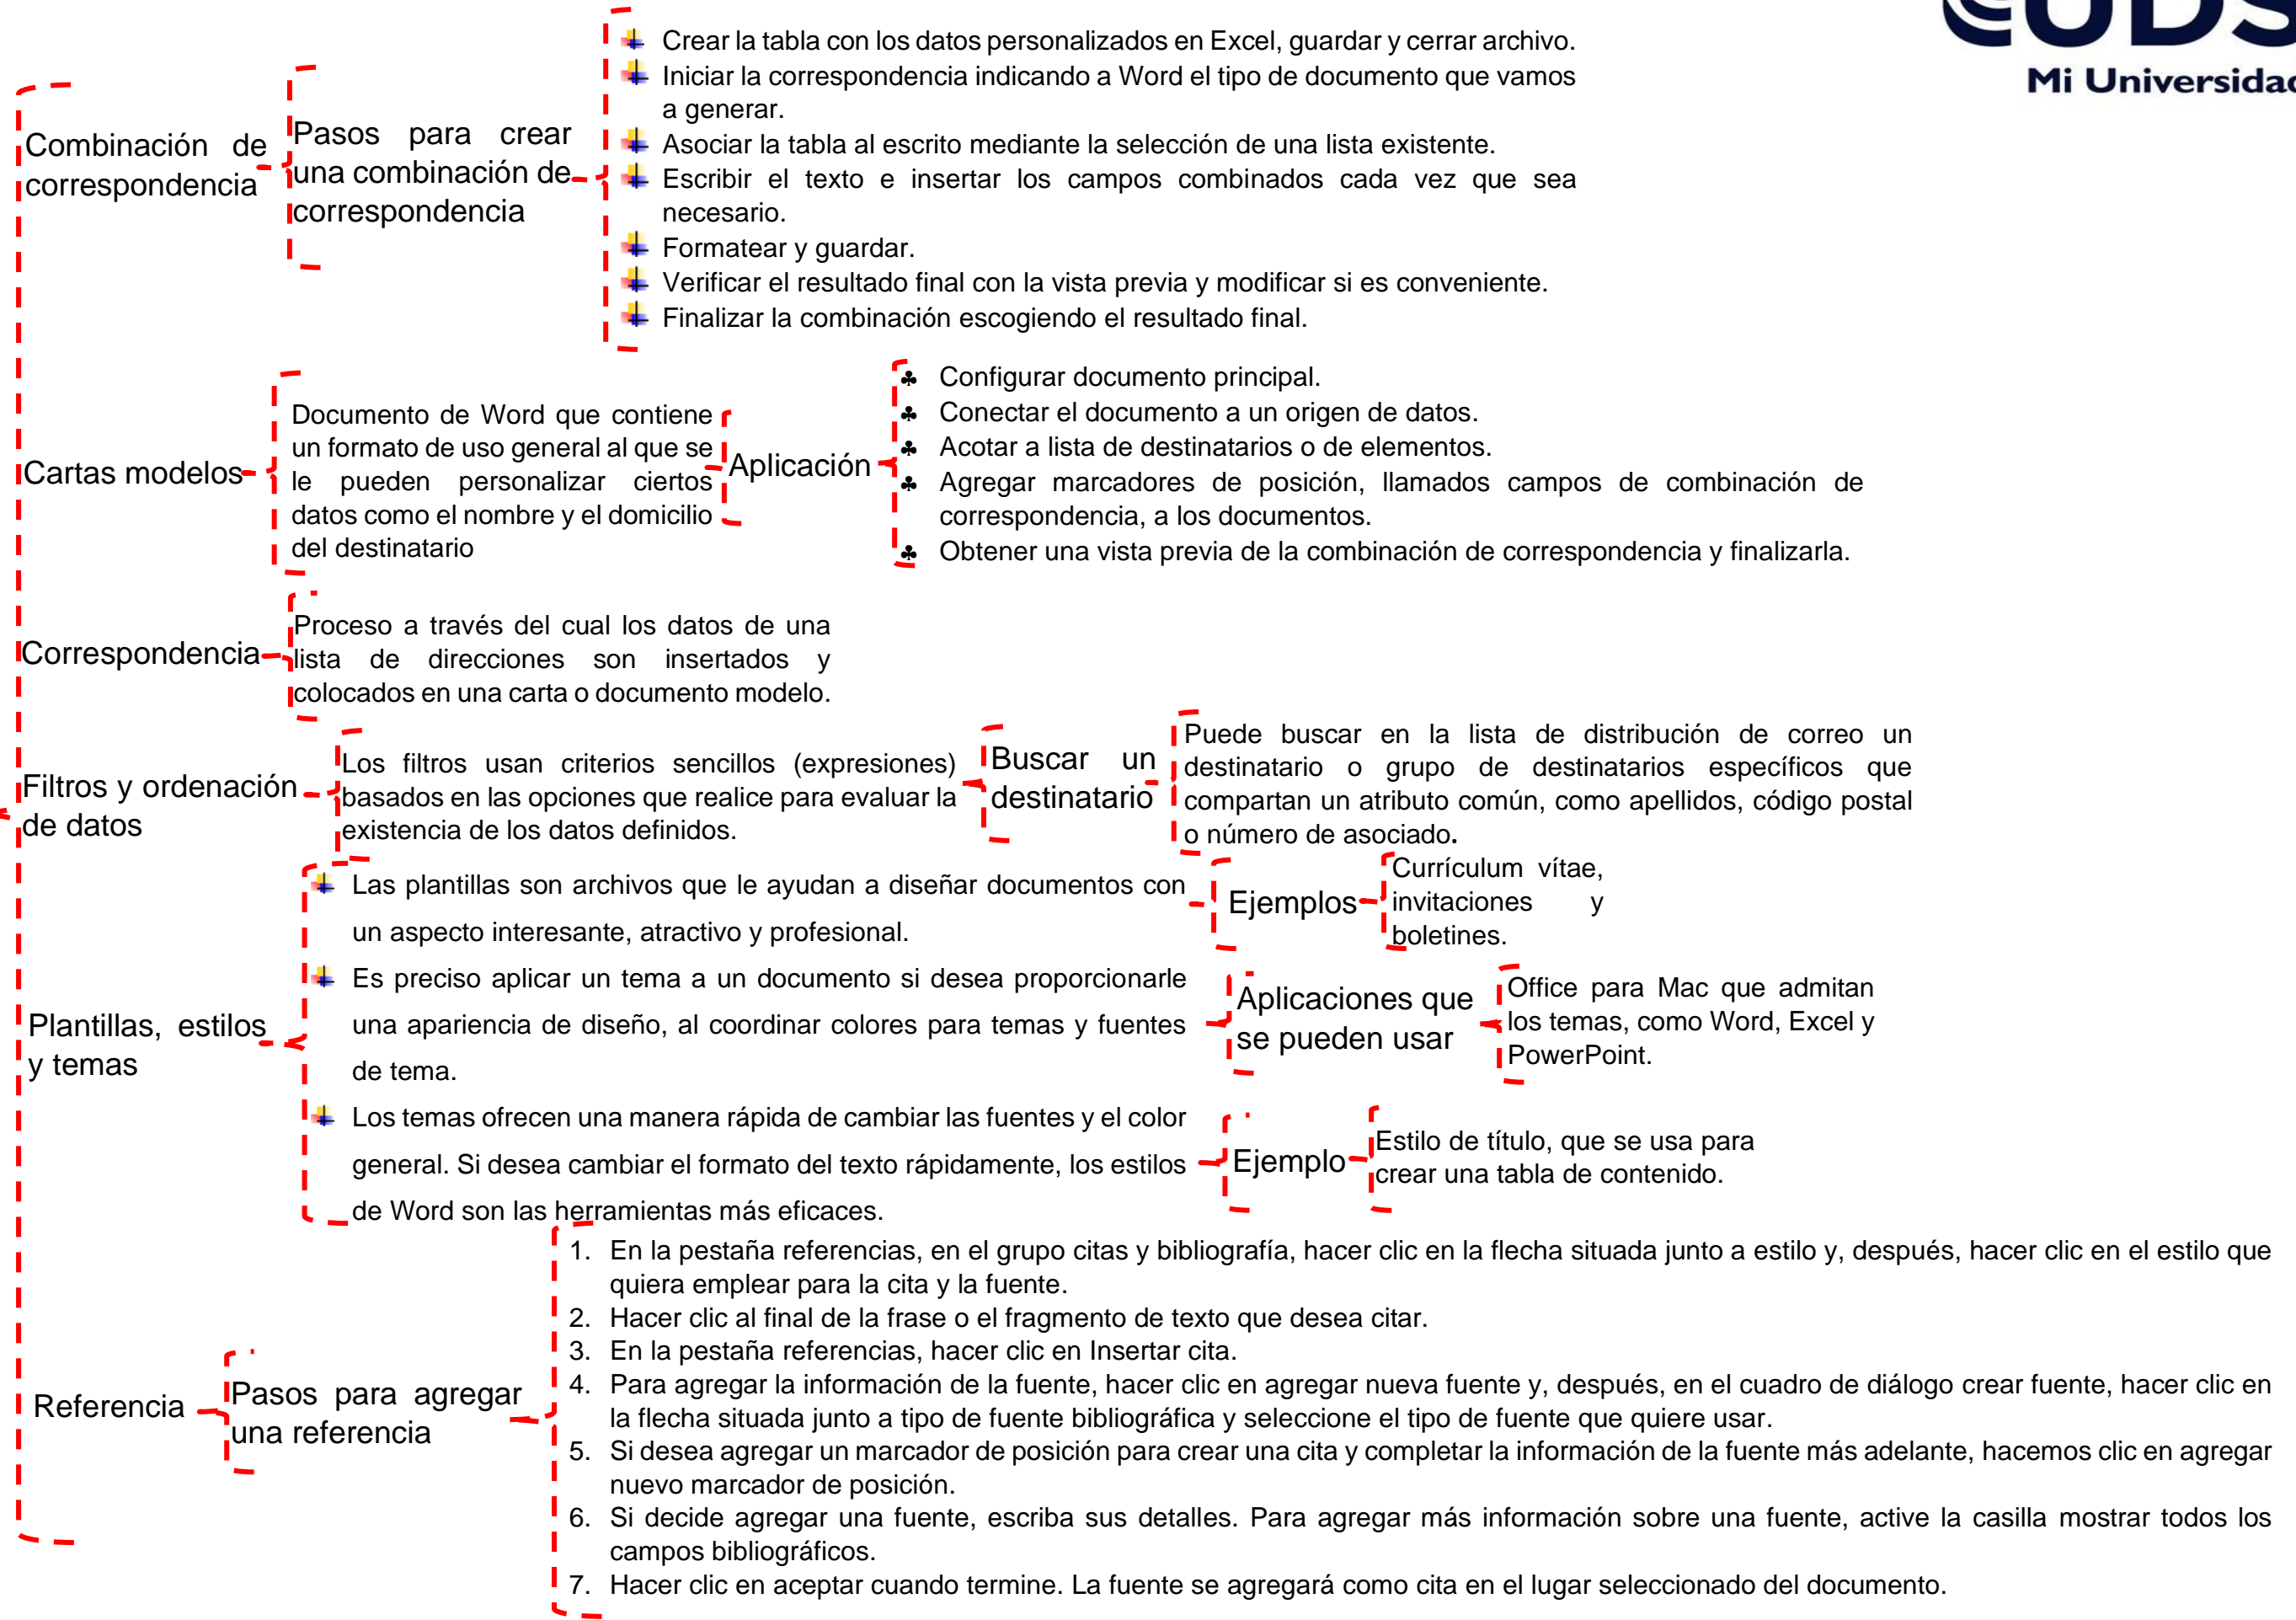 UDS
Mi Universidad
Combinación de
correspondencia
Pasos para crear
una combinación de
correspondencia
Crear la tabla con los datos personalizados en Excel, guardar y cerrar archivo.
Iniciar la correspondencia indicando a Word el tipo de documento que vamos
a generar.
Asociar la tabla al escrito mediante la selección de una lista existente.
Escribir el texto e insertar los campos combinados cada vez que sea
necesario.
Formatear y guardar.
Verificar el resultado final con la vista previa y modificar si es conveniente.
Finalizar la combinación escogiendo el resultado final.
Cartas modelos
Documento de Word que contiene
un formato de uso general al que se
le pueden personalizar ciertos
datos como el nombre y el domicilio
del destinatario
Aplicación
Configurar documento principal.
Conectar el documento a un origen de datos.
Acotar a lista de destinatarios o de elementos.
Agregar marcadores de posición, llamados campos de combinación de
correspondencia, a los documentos.
Obtener una vista previa de la combinación de correspondencia y finalizarla.
Correspondencia
Proceso a través del cual los datos de una
lista de direcciones son insertados y
colocados en una carta o documento modelo.
Filtros y ordenación
de datos
Los filtros usan criterios sencillos (expresiones)
basados en las opciones que realice para evaluar la
existencia de los datos definidos.
Buscar un
destinatario
Puede buscar en la lista de distribución de correo un
destinatario o grupo de destinatarios específicos que
compartan un atributo común, como apellidos, código postal
o número de asociado.
Plantillas, estilos
y temas
Las plantillas son archivos que le ayudan a diseñar documentos con
un aspecto interesante, atractivo y profesional.
Ejemplos
Currículum vítae,
invitaciones y
boletines.
Es preciso aplicar un tema a un documento si desea proporcionarle
una apariencia de diseño, al coordinar colores para temas y fuentes
de tema.
Aplicaciones que
se pueden usar
Office para Mac que admitan
los temas, como Word, Excel y
PowerPoint.
Los temas ofrecen una manera rápida de cambiar las fuentes y el color
general. Si desea cambiar el formato del texto rápidamente, los estilos
de Word son las herramientas más eficaces.
Ejemplo
Estilo de título, que se usa para
crear una tabla de contenido.
Referencia
Pasos para agregar
una referencia
1. En la pestaña referencias, en el grupo citas y bibliografía, hacer clic en la flecha situada junto a estilo y, después, hacer clic en el estilo que
quiera emplear para la cita y la fuente.
2. Hacer clic al final de la frase o el fragmento de texto que desea citar.
3. En la pestaña referencias, hacer clic en Insertar cita.
4. Para agregar la información de la fuente, hacer clic en agregar nueva fuente y, después, en el cuadro de diálogo crear fuente, hacer clic en
la flecha situada junto a tipo de fuente bibliográfica y seleccione el tipo de fuente que quiere usar.
5. Si desea agregar un marcador de posición para crear una cita y completar la información de la fuente más adelante, hacemos clic en agregar
nuevo marcador de posición.
6. Si decide agregar una fuente, escriba sus detalles. Para agregar más información sobre una fuente, active la casilla mostrar todos los
campos bibliográficos.
7. Hacer clic en aceptar cuando termine. La fuente se agregará como cita en el lugar seleccionado del documento.